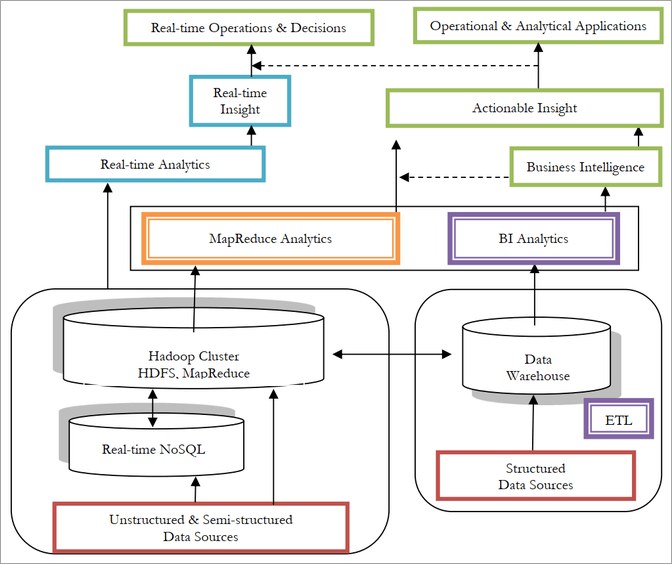 Real-time Operations & Decisions
Operational & Analytical Applications
Real-time
Insight
Actionable Insight
Real-time Analytics
Business Intelligence
MapReduce Analytics
BI Analytics
Hadoop Cluster
HDFS, MapReduce
Data
Warehouse
ETL
Real-time NoSQL
Structured
Data Sources
Unstructured & Semi-structured
Data Sources